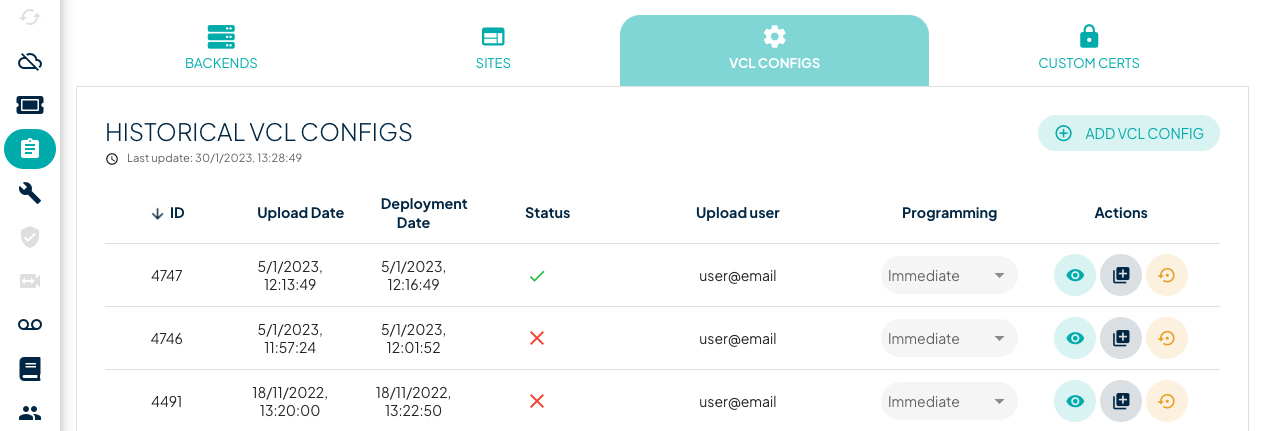 BACKENDS
SITES
VCL CONFIGS
CUSTOM CERTS
HISTORICAL VCL CONFIGS
Last update: 30/1/2023, 13:28:49
ADD VCL CONFIG
ID
Upload Date
Deployment
Date
Status
Upload user
Programming
Actions
4747
5/1/2023,
12:13:49
5/1/2023,
12:16:49
user@email
Immediate
4746
5/1/2023,
11:57:24
5/1/2023,
12:01:52
user@email
Immediate
4491
18/11/2022,
13:20:00
18/11/2022,
13:22:50
user@email
Immediate